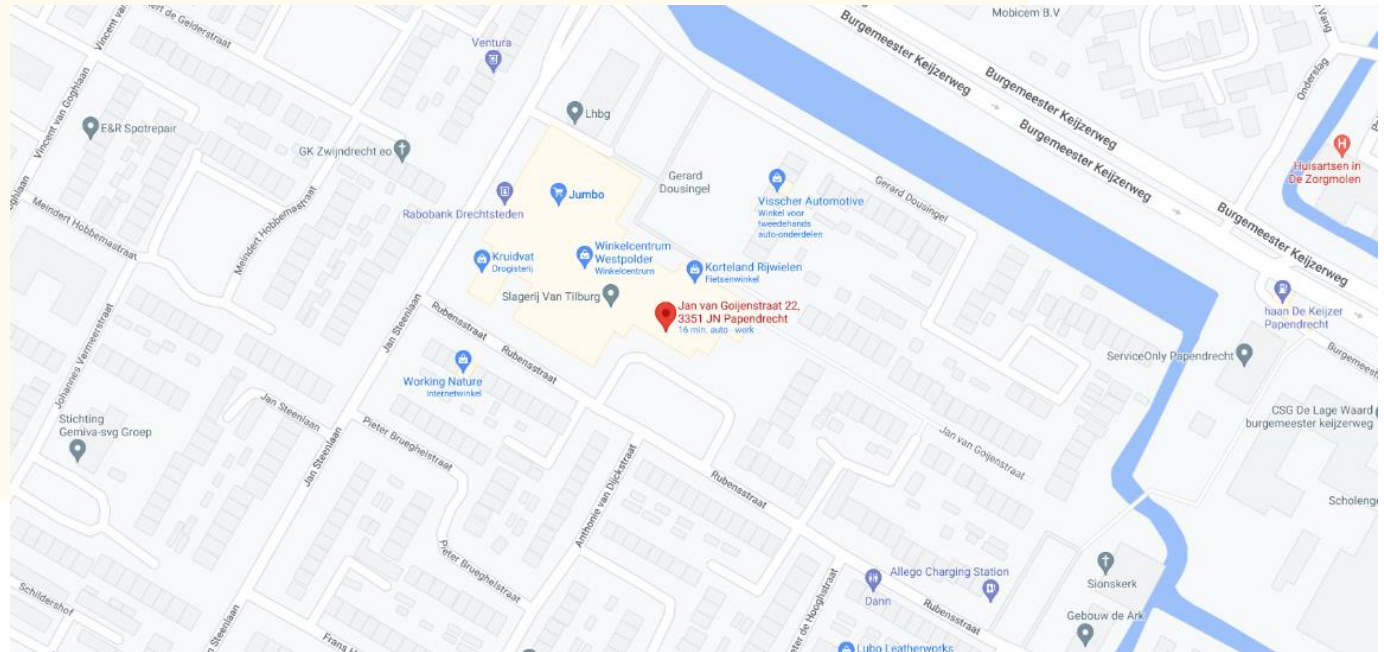 Mobicem B.V
Burgemeester Keijzerweg
Burgemeester Keijzerweg
Burgemeester Keijzerweg
Burgemeester Keijzerweg
Burgemeester Keijzerweg
Onderslag
Vincent van
Vincent van Goghlaan
Ventura
E&R Spotrepair
Lhbg
GK Zwijndrecht eo
Huisartsen in
De Zorgmolen
Gerard
Dousingel
Gerard Dousingel
Jumbo
Rabobank Drechtsteden
Visscher Automotive
Winkel voor
tweedehands
auto-onderdelen
Meindert Hobbemastraat
Meindert Hobbemastraat
Kruidvat
Drogisterij
Winkelcentrum
Westpolder
Winkelcentrum
Korteland Rijwielen
Fietsenwinkel
Slagerij Van Tilburg
Jan van Goijenstraat 22,
3351 JN Papendrecht
16 min. auto - werk
haan De Keijzer
Papendrecht
Jan Steenlaan
Rubensstraat
Rubensstraat
Johannes Vermeerstraat
ServiceOnly Papendrecht
Working Nature
Internetwinkel
Jan Steenlaan
Stichting
Gemiva-svg Groep
Pieter Brueghelstraat
Jan Steenlaan
CSG De Lage Waard
burgemeester keijzerweg
Jan van Goijenstraat
Anthonie van Dijckstraat
Rubensstraat
Scholenge
Pieter Brueghelstraat
Allego Charging Station
Dann
Sionskerk
Rubensstraat
Schildershof
Jan Steenlaan
eter de Hooghstraat
Gebouw de Ark
Frans H
Lubo Leatherworks